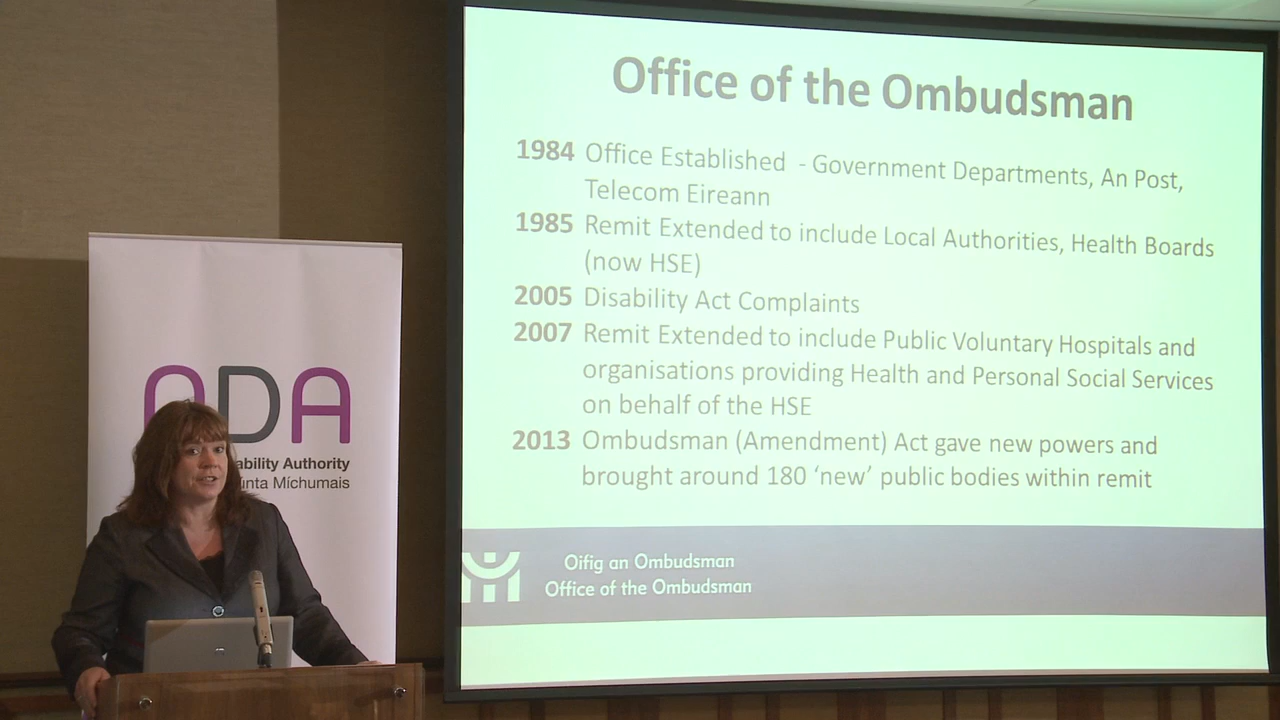 Office of the Ombudsman
1984 Office Established - Government Departments, An Post,
Telecom Eireann
1985 Remit Extended to include Local Authorities, Health Boards
(now HSE)
2005 Disability Act Complaints
2007 Remit Extended to include Public Voluntary Hospitals and
organisations providing Health and Personal Social Services
on behalf of the HSE
2013 Ombudsman (Amendment) Act gave new powers and
brought around 180 ‘new’ public bodies within remit
Oifig an Ombudsman
Office of the Ombudsman
DA
Authority
Míchumais
hp